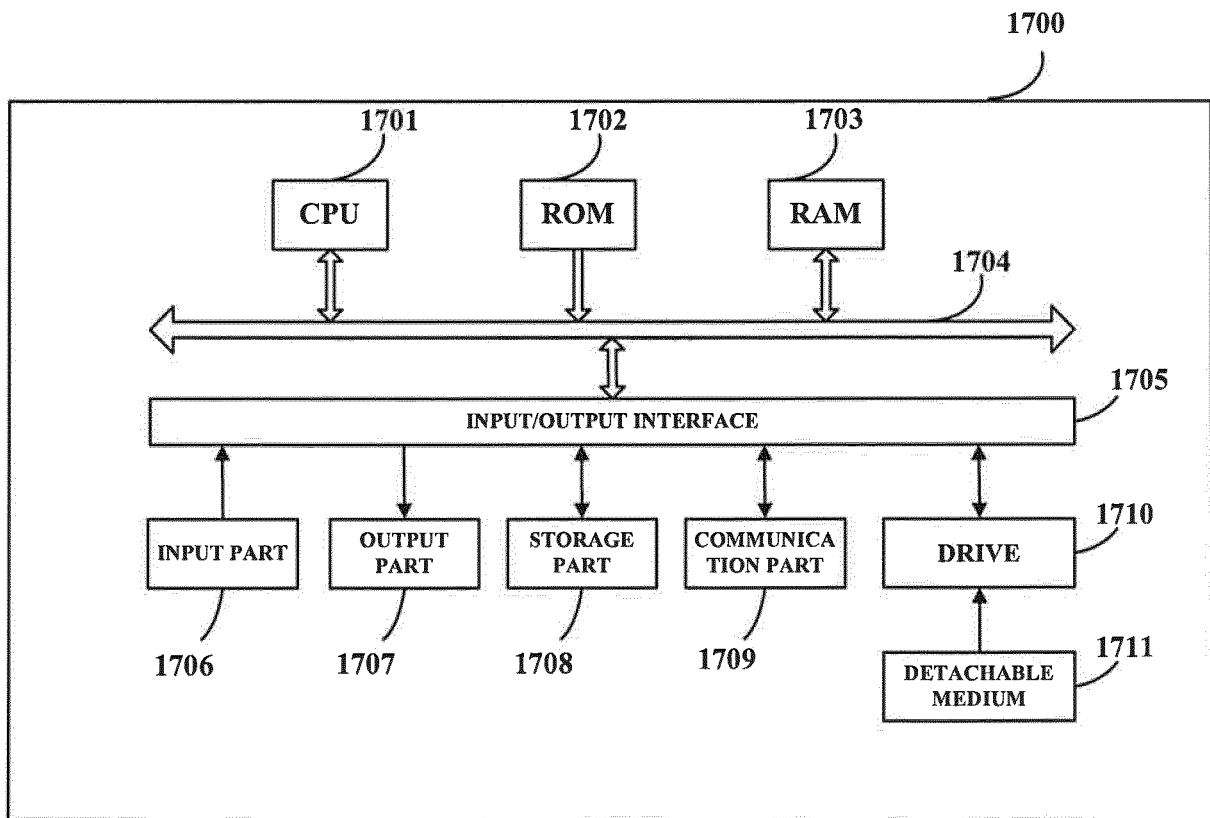 1700
1701
1702
1703
CPU
ROM
RAM
1704
1705
INPUT/OUTPUT INTERFACE
INPUT PART
OUTPUT
PART
STORAGE
PART
COMMUNICA
TION PART
DRIVE
1710
1706
1707
1708
1709
1711
DETACHABLE
MEDIUM